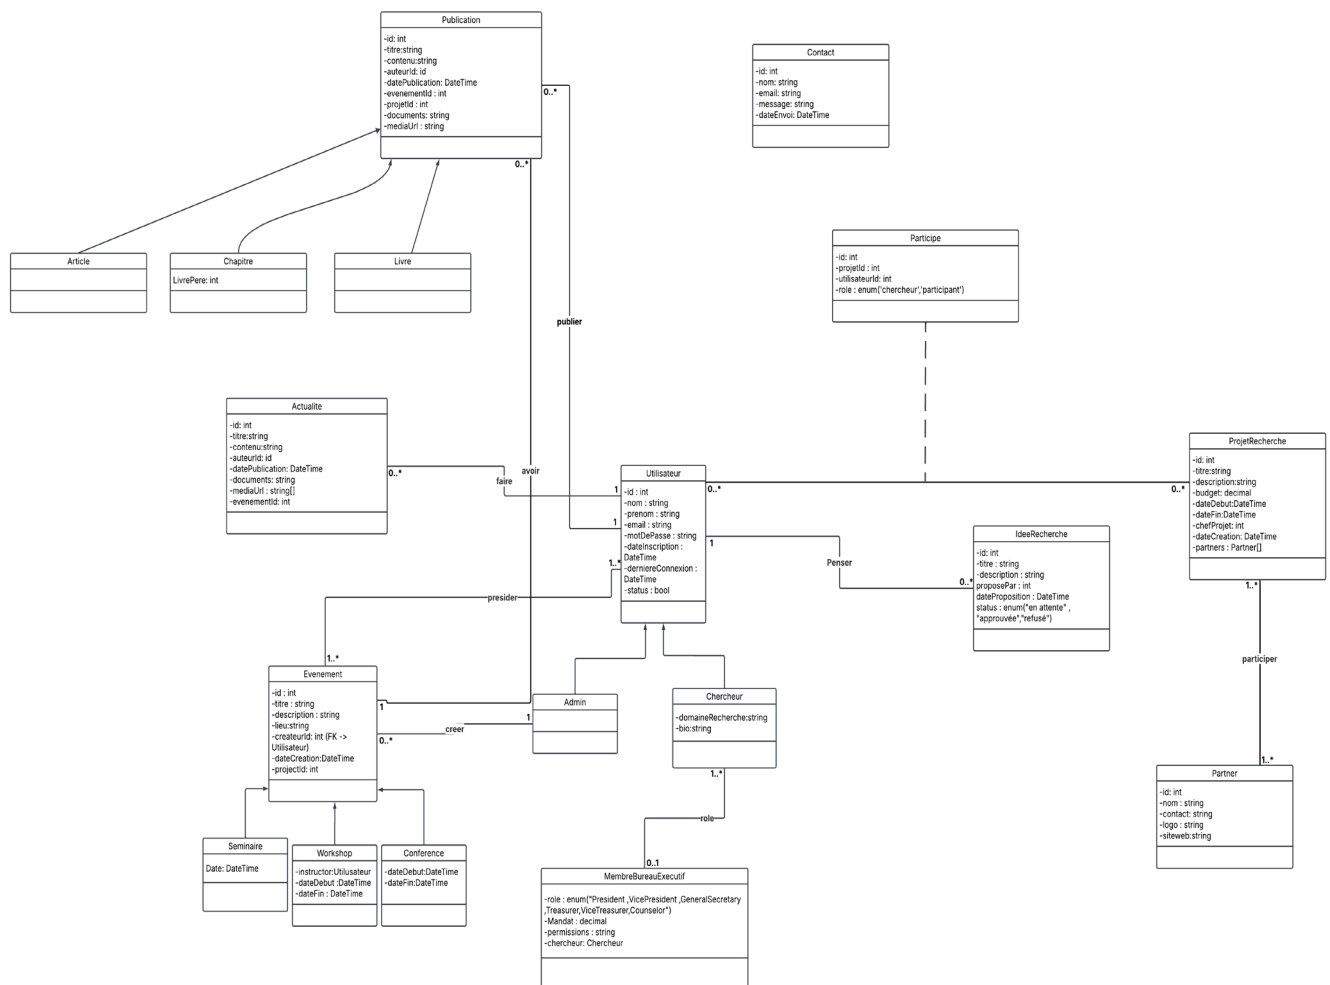 Publication
-id: int
-titre:string
-contenu:string
-auteurId: id
-datePublication: DateTime
-evenementId : int
-projetId : int
-documents: string
-mediaUrl : string
0..*
0..*
Contact
-id: int
-nom: string
-email: string
-message: string
-dateEnvoi: DateTime
Article
Chapitre
LivrePere: int
Livre
Participe
-id: int
-projetId : int
-utilisateurId: int
-role : enum('chercheur','participant')
publier
Actualite
-id: int
-titre:string
-contenu:string
-auteurId: id
-datePublication: DateTime
-documents: string
-mediaUrl : string[]
-evenementId: int
0..*
faire
avoir
1
1
1..*
Utilisateur
-id : int
-nom : string
-prenom : string
-email : string
-motDePasse : string
-dateInscription :
DateTime
-derniereConnexion :
DateTime
-status : bool
0..*
0..*
1
Penser
0..*
ProjetRecherche
-id: int
-titre:string
-description:string
-budget: decimal
-dateDebut:DateTime
-dateFin:DateTime
-chefProjet: int
-dateCreation: DateTime
-partners : Partner[]
IdeeRecherche
-id: int
-titre : string
-description : string
proposePar : int
dateProposition : DateTime
status : enum("en attente" ,
"approuvée","refusé")
1..*
participer
1..*
presider
1..*
Evenement
-id : int
-titre : string
-description : string
-lieu:string
-createurId: int (FK ->
Utilisateur)
-dateCreation:DateTime
-projectId: int
1
0..*
creer
1
Admin
Chercheur
-domaineRecherche:string
-bio:string
1..*
role
0..1
Partner
-id: int
-nom : string
-contact: string
-logo : string
-siteweb:string
Seminaire
Date: DateTime
Workshop
-instructor:Utilusateur
-dateDebut :DateTime
-dateFin : DateTime
Conference
-dateDebut:DateTime
-dateFin:DateTime
MembreBureauExecutif
-role : enum("President ,VicePresident ,GeneralSecretary
,Treasurer,ViceTreasurer,Counselor")
-Mandat : decimal
-permissions : string
-chercheur: Chercheur